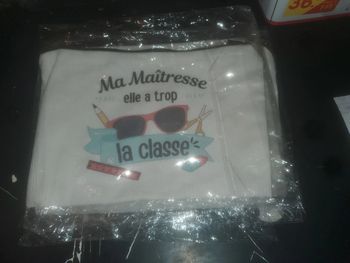 Ma Maîtresse
elle a trop
la classe